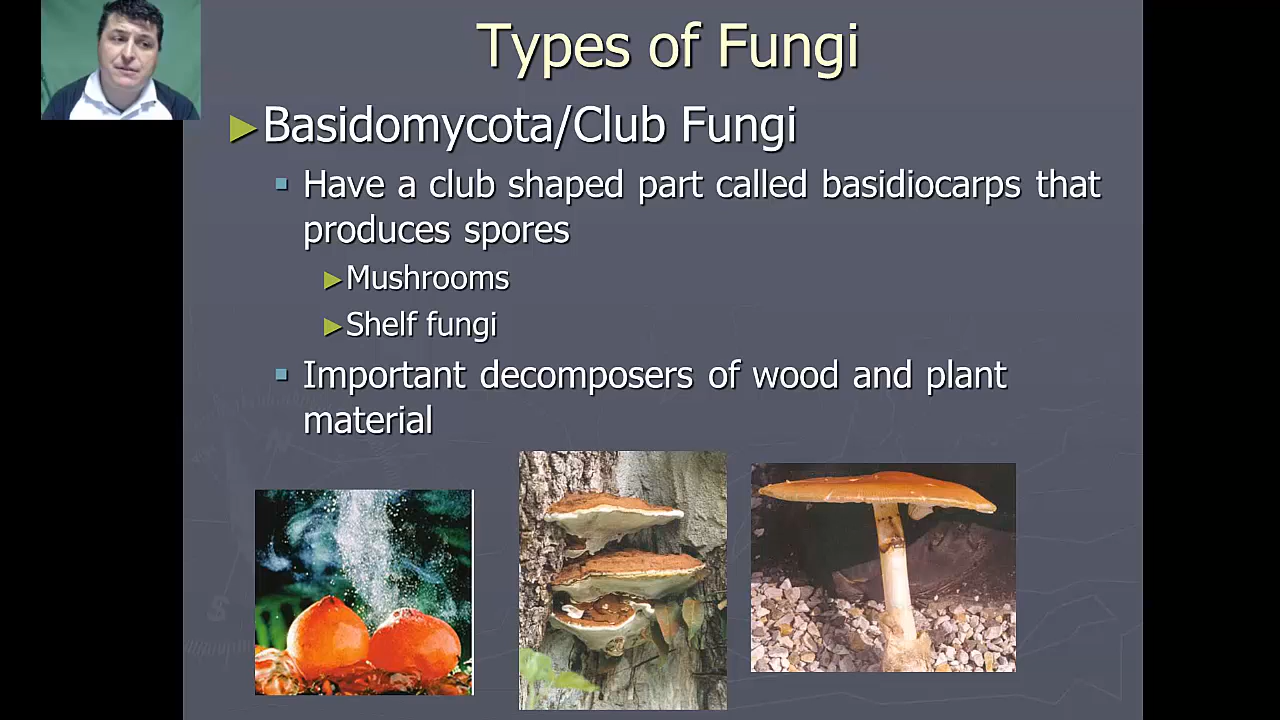 Types of Fungi
Basidomycota/Club Fungi
Have a club shaped part called basidiocarps that
produces spores
Mushrooms
Shelf fungi
Important decomposers of wood and plant
material
S